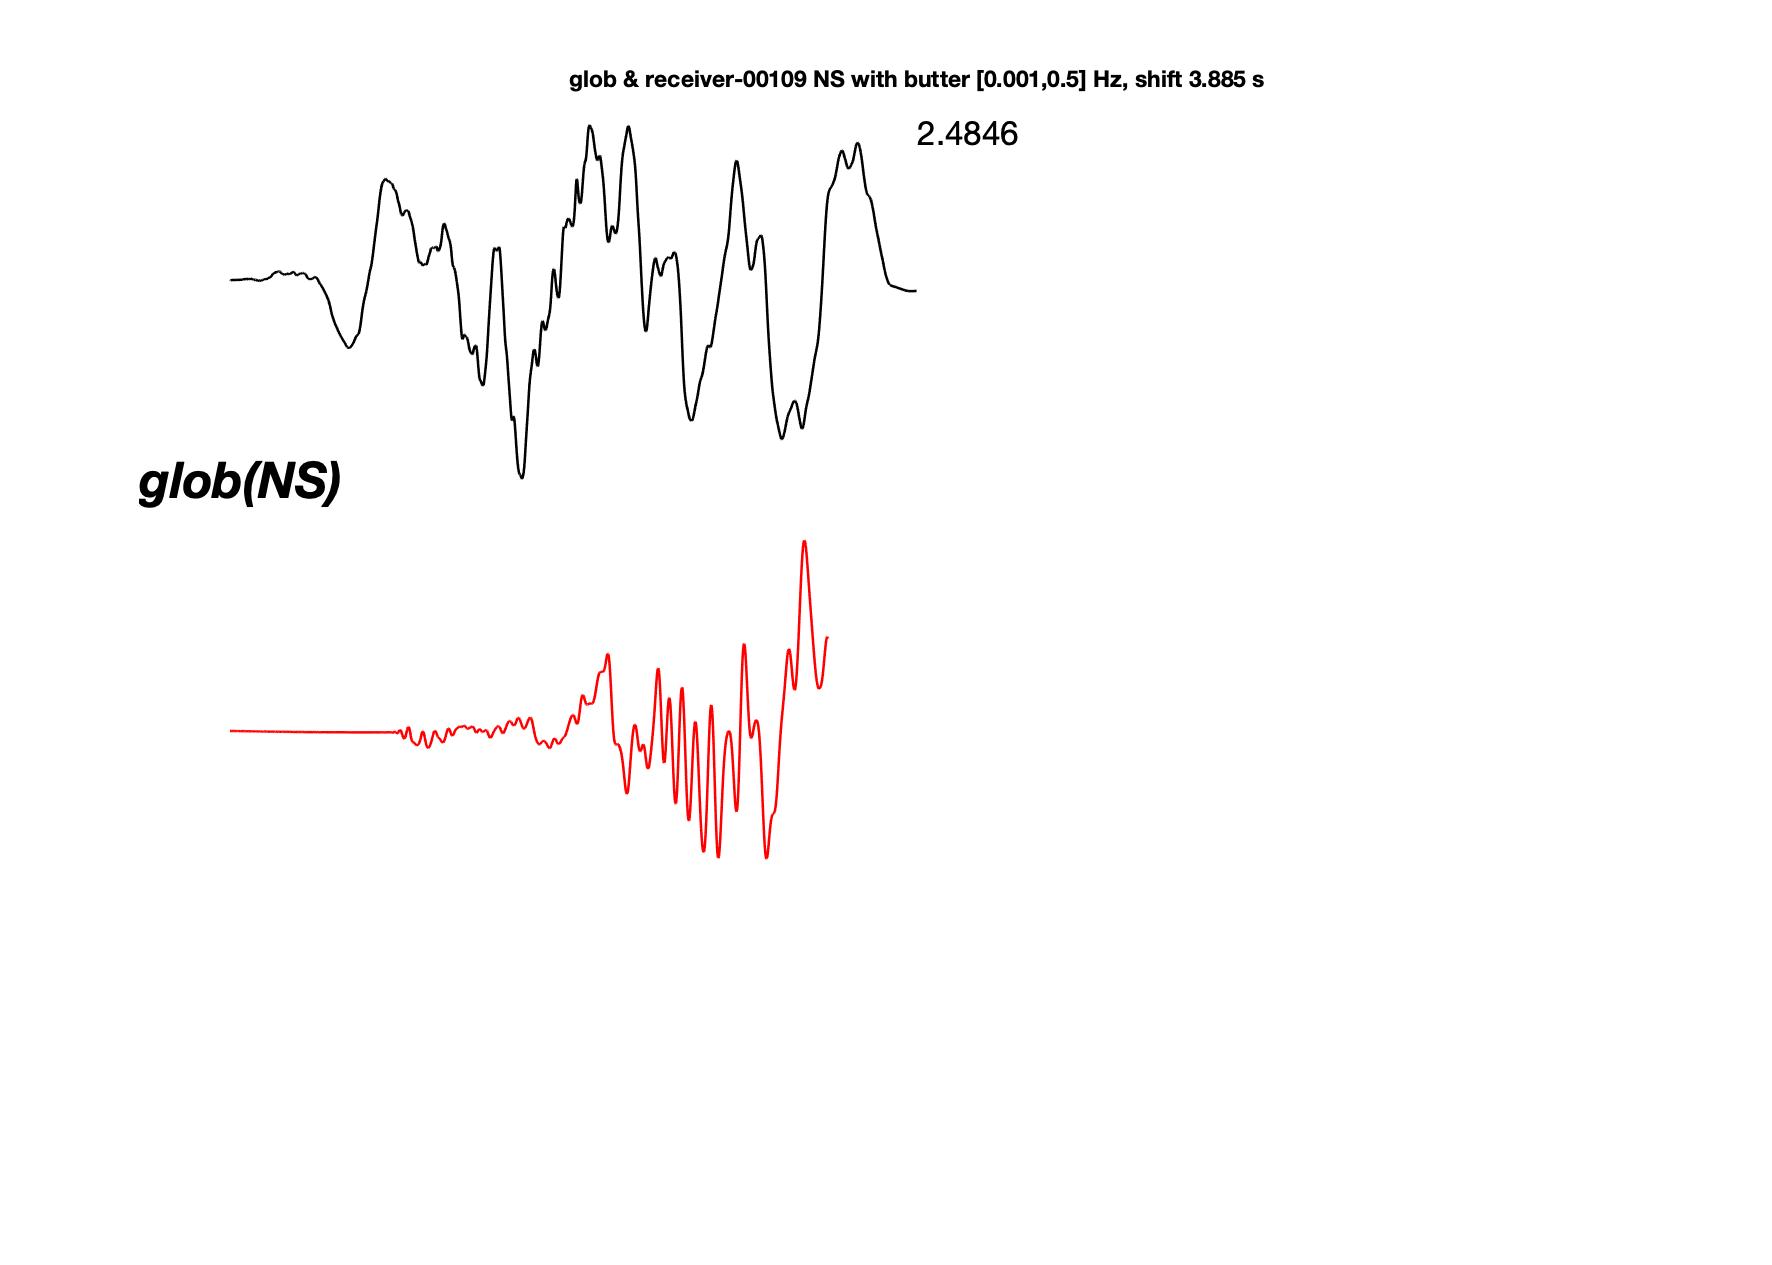 glob & receiver-00109 NS with butter [0.001,0.5] Hz, shift 3.885 s
2.4846
glob(NS)